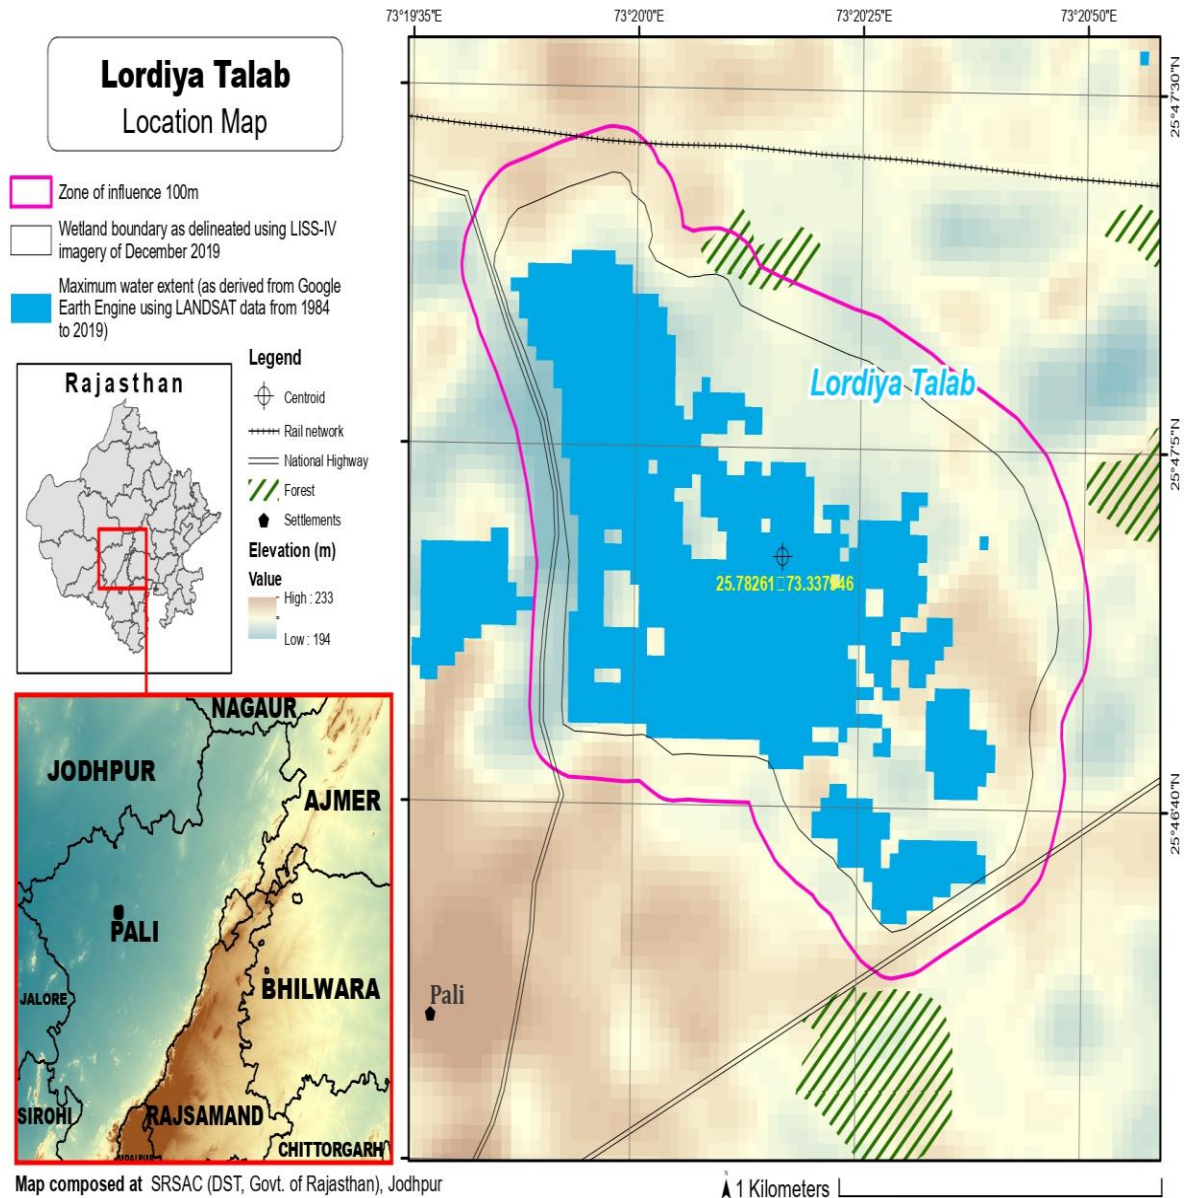 73°19'35"E
73°20'0"E
73°20'25"E
73°20'50"E
Lordiya Talab
Location Map
Zone of influence 100m
Wetland boundary as delineated using LISS-IV
imagery of December 2019
Maximum water extent (as derived from Google
Earth Engine using LANDSAT data from 1984
to 2019)
Rajasthan
Legend
Centroid
Rail network
National Highway
Forest
Settlements
Elevation (m)
Value
High : 233
Low : 194
25°47'30"N
25°47'5"N
25°46'40"N
Lordiya Talab
Pali
NAGAUR
JODHPUR
AJMER
PALI
BHILWARA
JALORE
SIROHI
RAJSAMAND
UDAIPUR
CHITTORGARH
Map composed at SRSAC (DST, Govt. of Rajasthan), Jodhpur
N
1 Kilometers